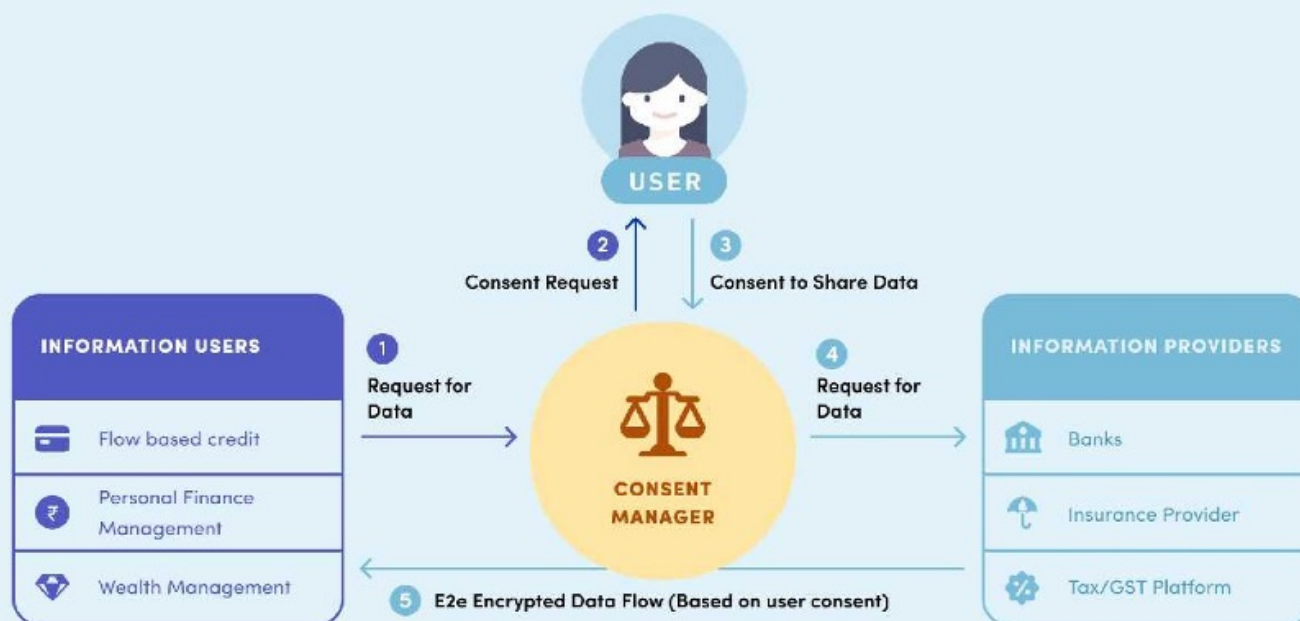 USER
2
3
Consent Request
Consent to Share Data
INFORMATION USERS
Flow based credit
₹
Personal Finance
Management
Wealth Management
1
Request for
Data
CONSENT
MANAGER
4
Request for
Data
INFORMATION PROVIDERS
Banks
Insurance Provider
%
Tax/GST Platform
5 E2e Encrypted Data Flow (Based on user consent)